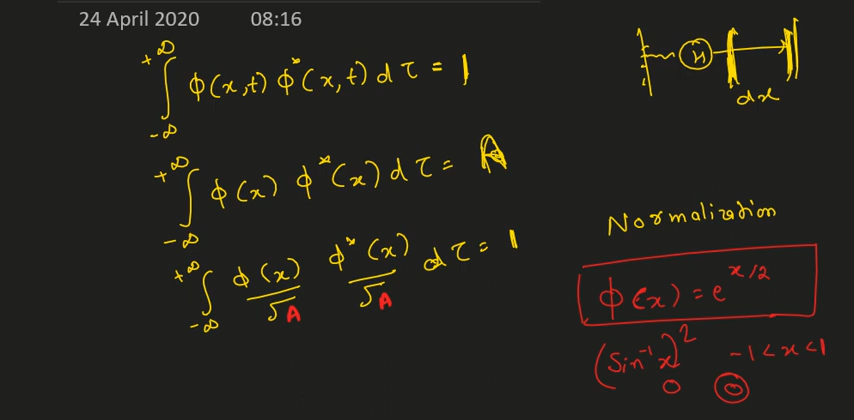 24 April 2020 08:16
∫_{-∞}^{+∞} ϕ(x,t) ϕ*(x,t) dτ = 1
H
dx
∫_{-∞}^{+∞} ϕ(x) ϕ*(x) dτ = A
Normalization
∫_{-∞}^{+∞} ϕ(x)/√A ϕ*(x)/√A dτ = 1
ϕ(x) = e^{x/2}
(Sin⁻¹x)² -1<x<1